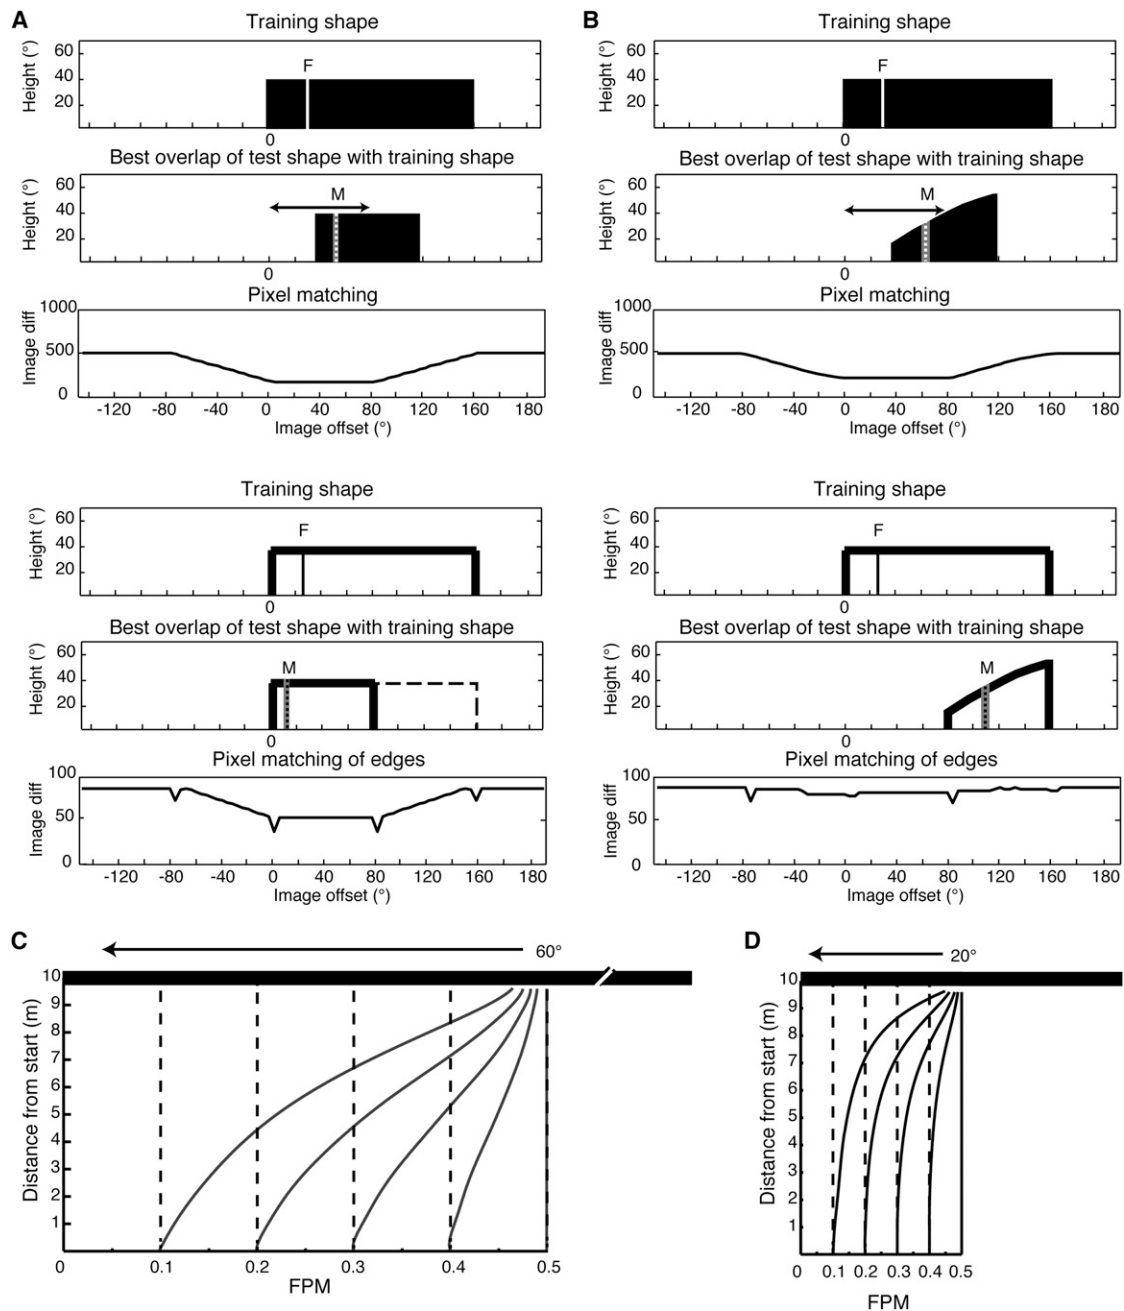 A
Training shape
Height (°)
60
40
20
F
0
Best overlap of test shape with training shape
Height (°)
60
40
20
M
0
Pixel matching
Image diff
1000
500
0
-120 -80 -40 0 40 80 120 160 180
Image offset (°)
B
Training shape
Height (°)
60
40
20
F
0
Best overlap of test shape with training shape
Height (°)
60
40
20
M
0
Pixel matching
Image diff
1000
500
0
-120 -80 -40 0 40 80 120 160 180
Image offset (°)
Training shape
Height (°)
60
40
20
F
0
Best overlap of test shape with training shape
Height (°)
60
40
20
M
0
Pixel matching of edges
Image diff
100
50
0
-120 -80 -40 0 40 80 120 160 180
Image offset (°)
Training shape
Height (°)
60
40
20
F
0
Best overlap of test shape with training shape
Height (°)
60
40
20
M
0
Pixel matching of edges
Image diff
100
50
0
-120 -80 -40 0 40 80 120 160 180
Image offset (°)
C
60°
Distance from start (m)
10
9
8
7
6
5
4
3
2
1
0 0.1 0.2 0.3 0.4 0.5
FPM
D
20°
Distance from start (m)
10
9
8
7
6
5
4
3
2
1
0 0.1 0.2 0.3 0.4 0.5
FPM